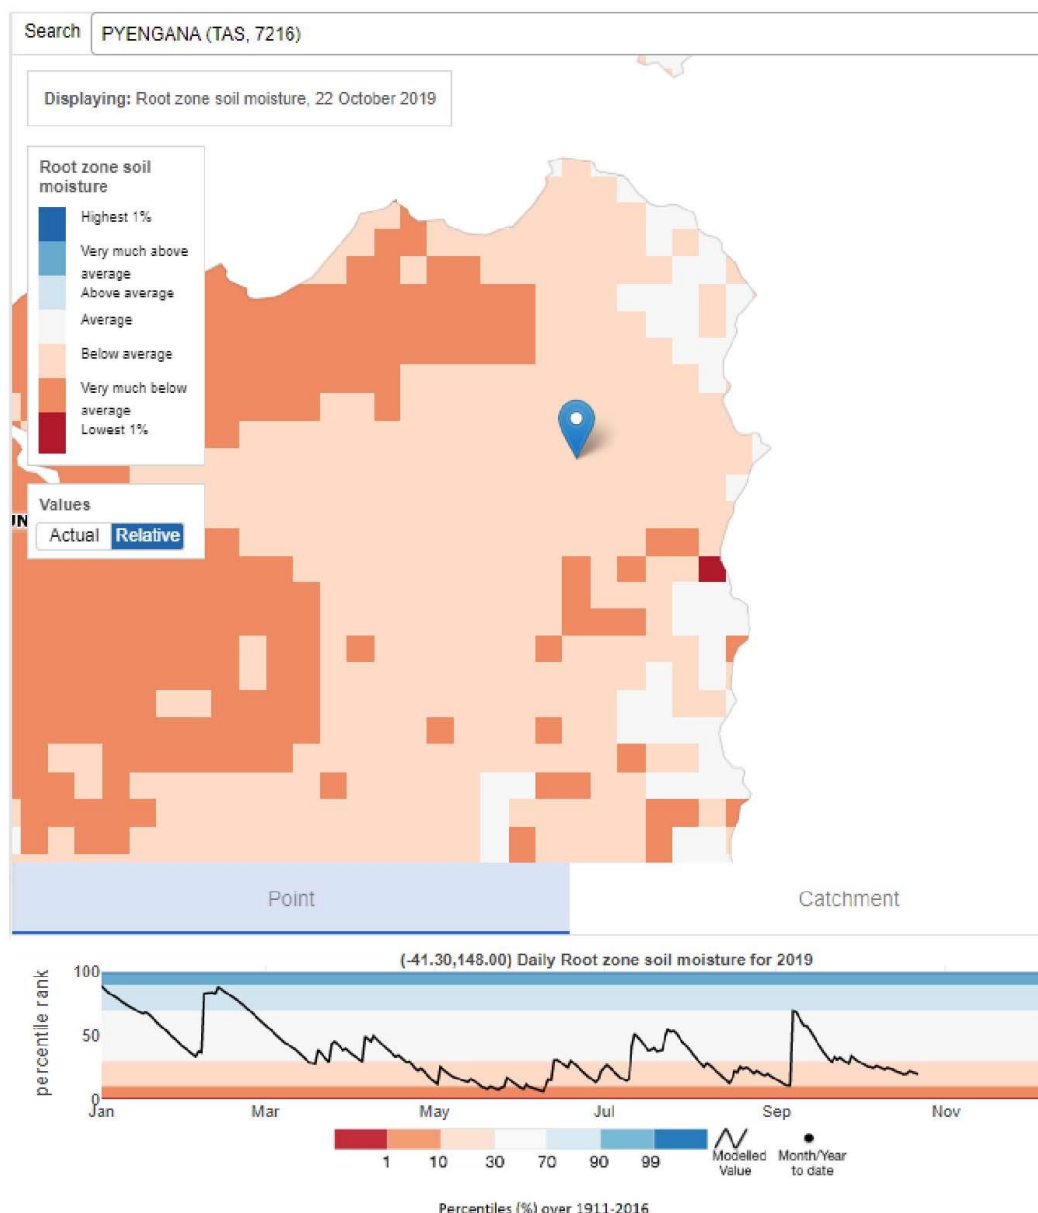 Search PYENGANA (TAS, 7216)
Displaying: Root zone soil moisture, 22 October 2019
Root zone soil
moisture
Highest 1%
Very much above
average
Above average
Average
Below average
Very much below
average
Lowest 1%
Values
UN
Actual Relative
Point Catchment
(-41.30,148.00) Daily Root zone soil moisture for 2019
percentile rank
100
50
0
Jan Mar May Jul Sep Nov
1 10 30 70 90 99
Modelled
Value
Month/Year
to date
Percentiles (%) over 1911-2016